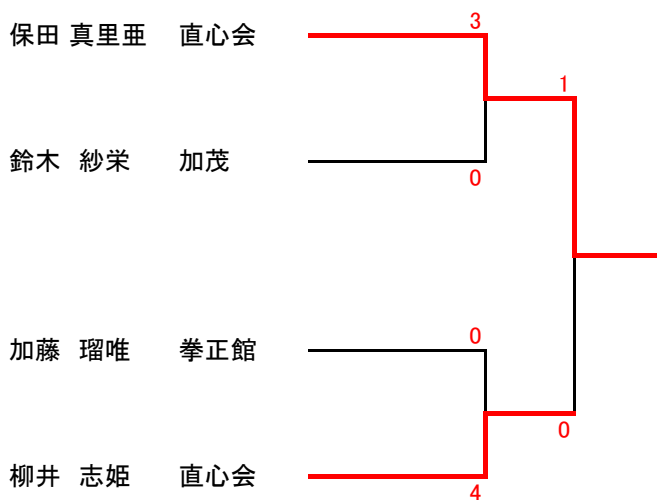 保田 真里亜 直心会 3
1
鈴木 紗栄 加茂 0
加藤 瑠唯 拳正館 0
0
柳井 志姫 直心会 4